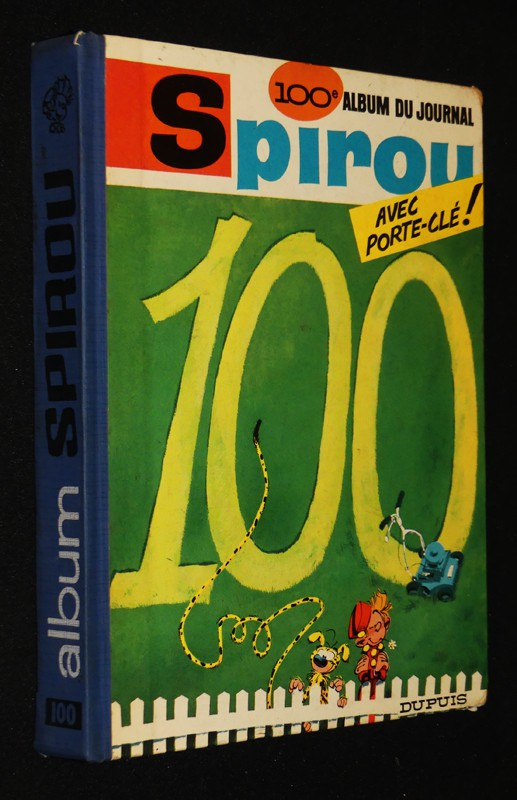 100e ALBUM DU JOURNAL
Spirou
AVEC
PORTE-CLÉ!
100
DUPUIS
album SPIROU
100